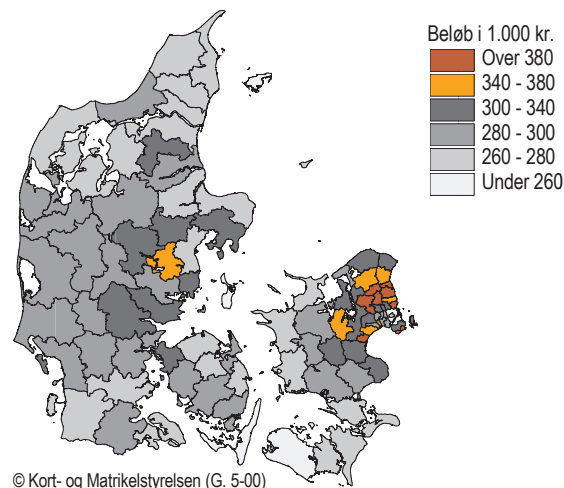 Beløb i 1.000 kr.
Over 380
340 - 380
300 - 340
280 - 300
260 - 280
Under 260
© Kort- og Matrikelstyrelsen (G. 5-00)